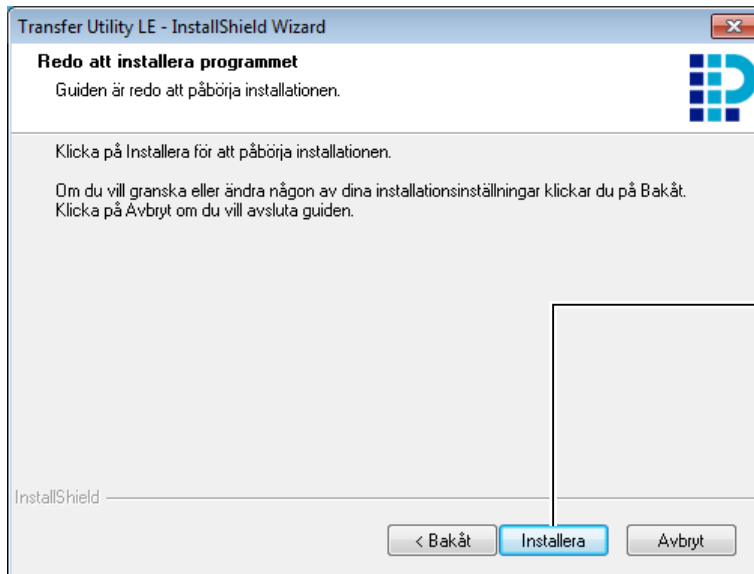 Transfer Utility LE - InstallShield Wizard
Redo att installera programmet
Guiden är redo att påbörja installationen.
Klicka på Installera för att påbörja installationen.
Om du vill granska eller ändra någon av dina installationsinställningar klickar du på Bakåt.
Klicka på Avbryt om du vill avsluta guiden.
InstallShield
< Bakåt Installera Avbryt